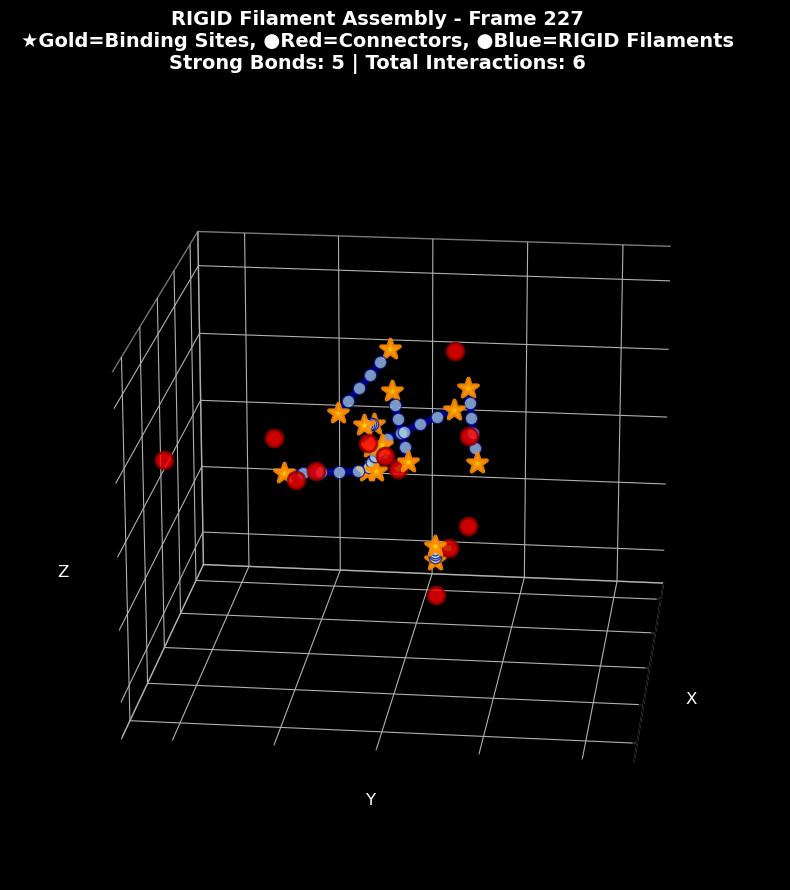 RIGID Filament Assembly - Frame 227
★Gold=Binding Sites, ●Red=Connectors, ●Blue=RIGID Filaments
Strong Bonds: 5 | Total Interactions: 6
Z
X
Y